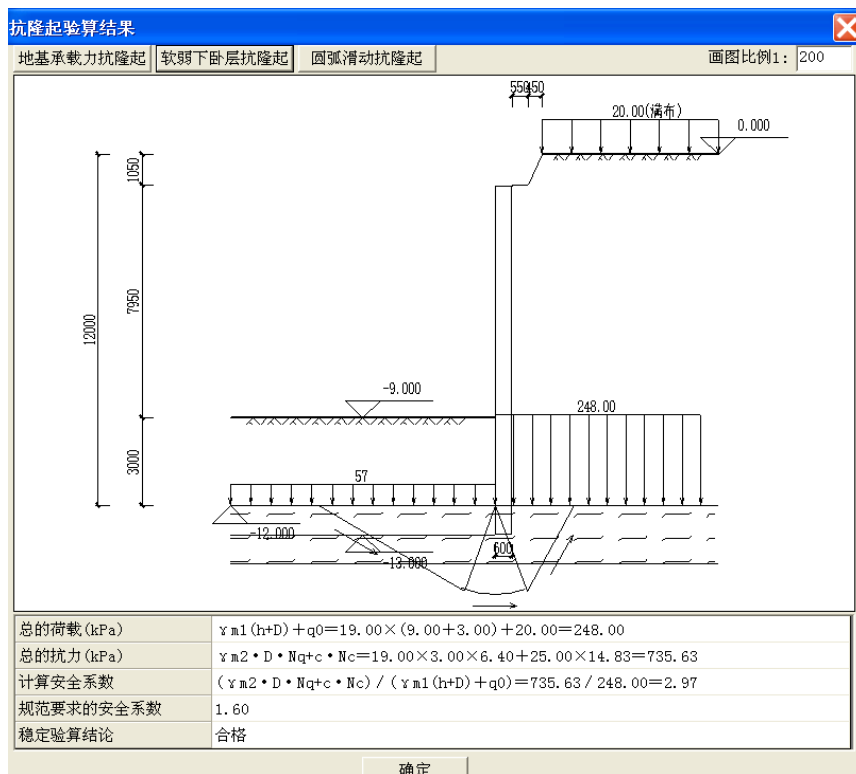 抗隆起验算结果
地基承载力抗隆起 软弱下卧层抗隆起 圆弧滑动抗隆起 画图比例1: 200
550 450
20.00(满布)
0.000
1050
7950
12000
-9.000
248.00
3000
57
-12.000
600
-13.000
总的荷载(kPa) γm1(h+D)+q0=19.00×(9.00+3.00)+20.00=248.00
总的抗力(kPa) γm2·D·Nq+c·Nc=19.00×3.00×6.40+25.00×14.83=735.63
计算安全系数 (γm2·D·Nq+c·Nc)/(γm1(h+D)+q0)=735.63/248.00=2.97
规范要求的安全系数 1.60
稳定验算结论 合格
确定